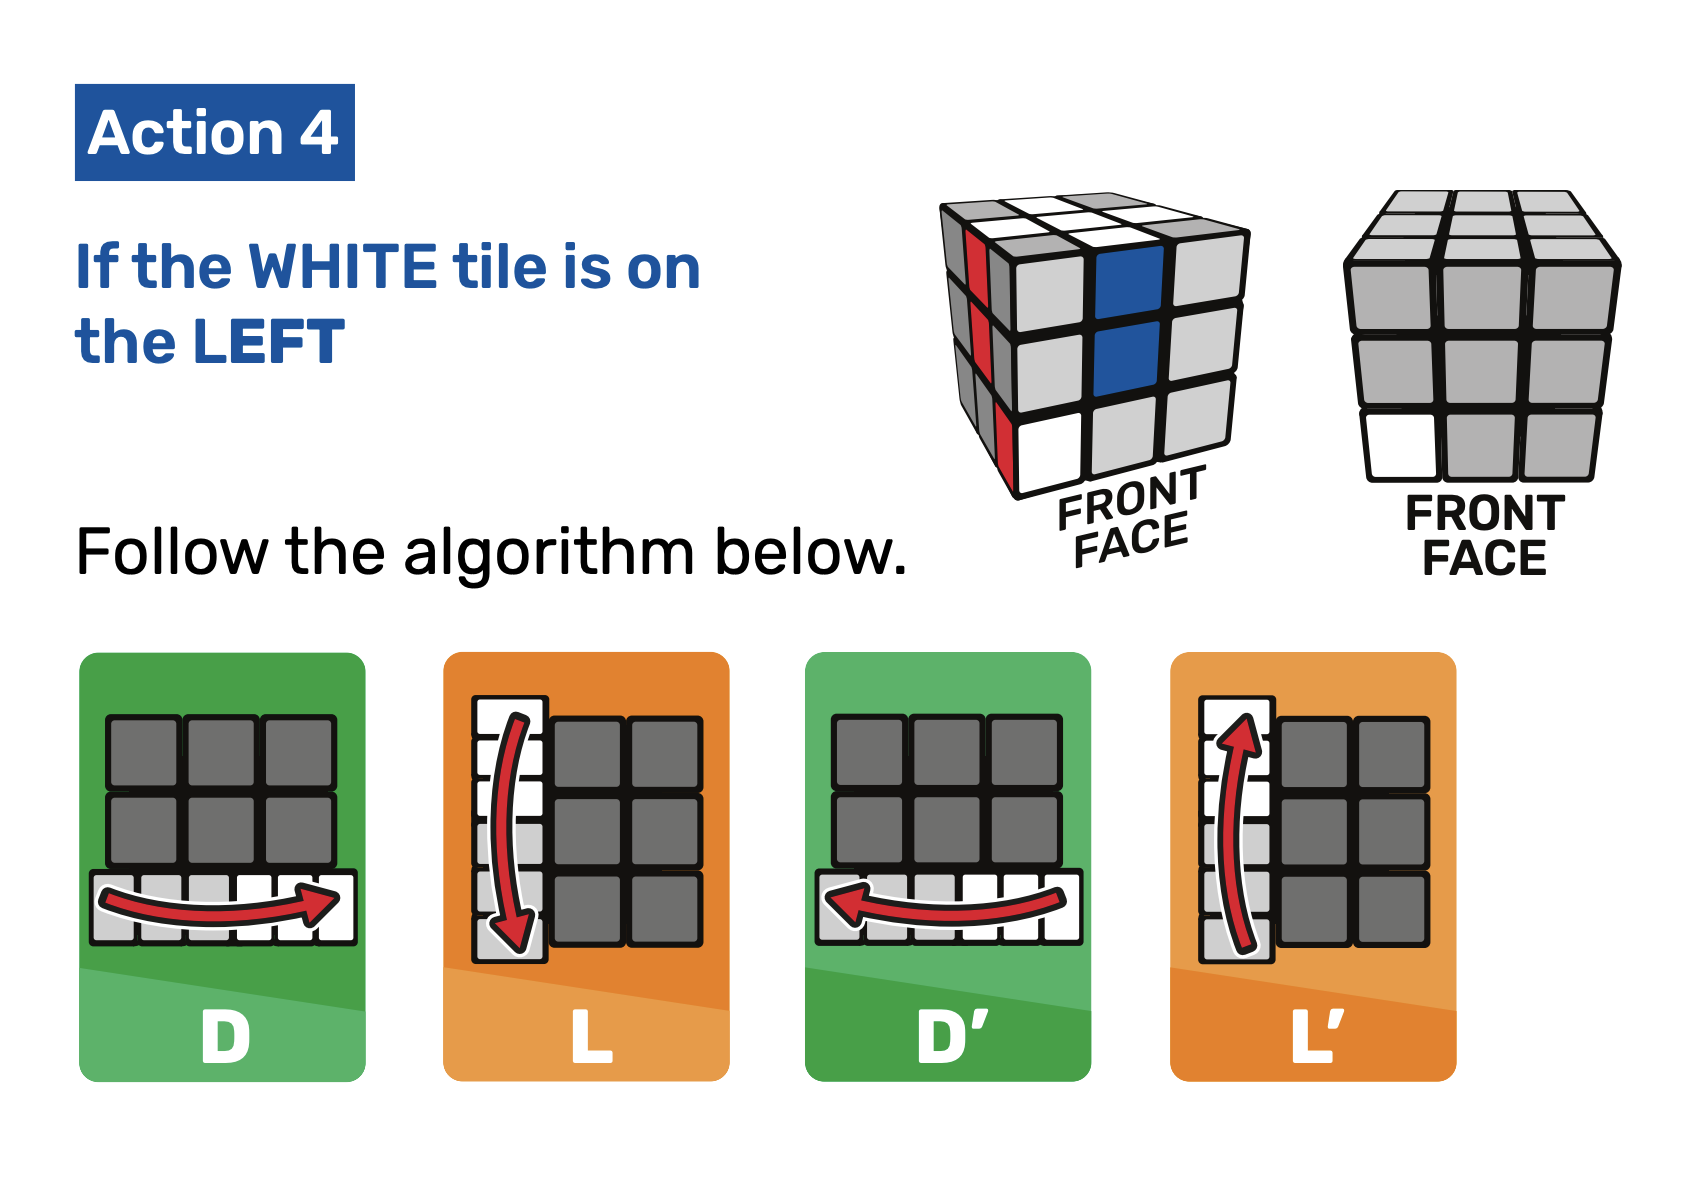 Action 4
If the WHITE tile is on
the LEFT
FRONT
FACE
FRONT
FACE
Follow the algorithm below.
D
L
D’
L’